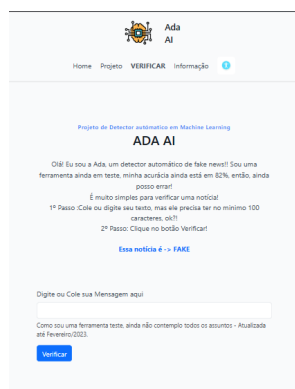 Ada
AI
Home Projeto VERIFICAR Informação
Projeto de Detector automático em Machine Learning
ADA AI
Olá! Eu sou a Ada, um detector automático de fake news!! Sou uma
ferramenta ainda em teste, minha acurácia ainda está em 82%, então, ainda
posso errar!
É muito simples para verificar uma notícia!
1º Passo :Cole ou digite seu texto, mas ele precisa ter no mínimo 100
caracteres, ok?!
2º Passo: Clique no botão Verificar!
Essa notícia é -> FAKE
Digite ou Cole sua Mensagem aqui
Como sou uma ferramenta teste, ainda não contemplo todos os assuntos - Atualizada
até Fevereiro/2023.
Verificar